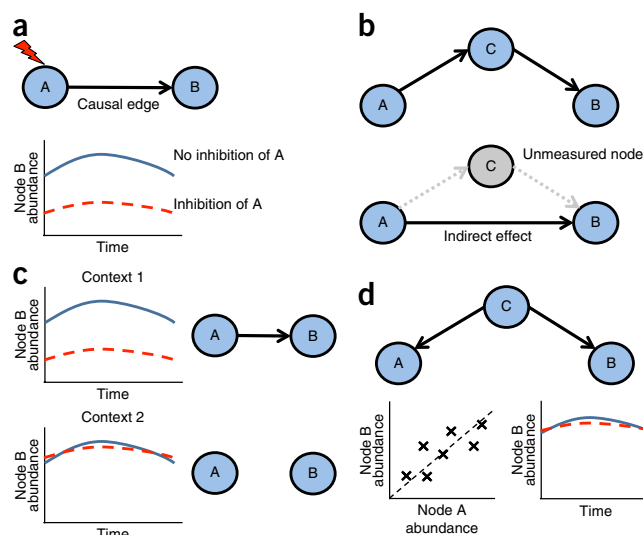 a
A
B
Causal edge
Node B
abundance
No inhibition of A
Inhibition of A
Time
b
C
A
B
Unmeasured node
C
A
B
Indirect effect
c
Context 1
Node B
abundance
Time
A
B
Context 2
Node B
abundance
Time
A
B
d
C
A
B
Node B
abundance
Node A
abundance
Node B
abundance
Time